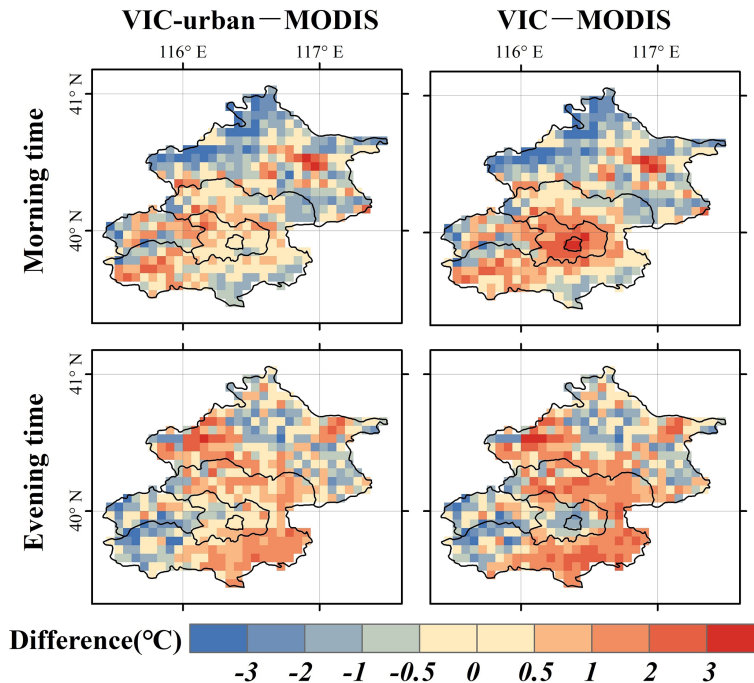 VIC-urban－MODIS VIC－MODIS
116° E 117° E 116° E 117° E
Morning time
41° N
40° N
Evening time
41° N
40° N
Difference(°C)
-3 -2 -1 -0.5 0 0.5 1 2 3